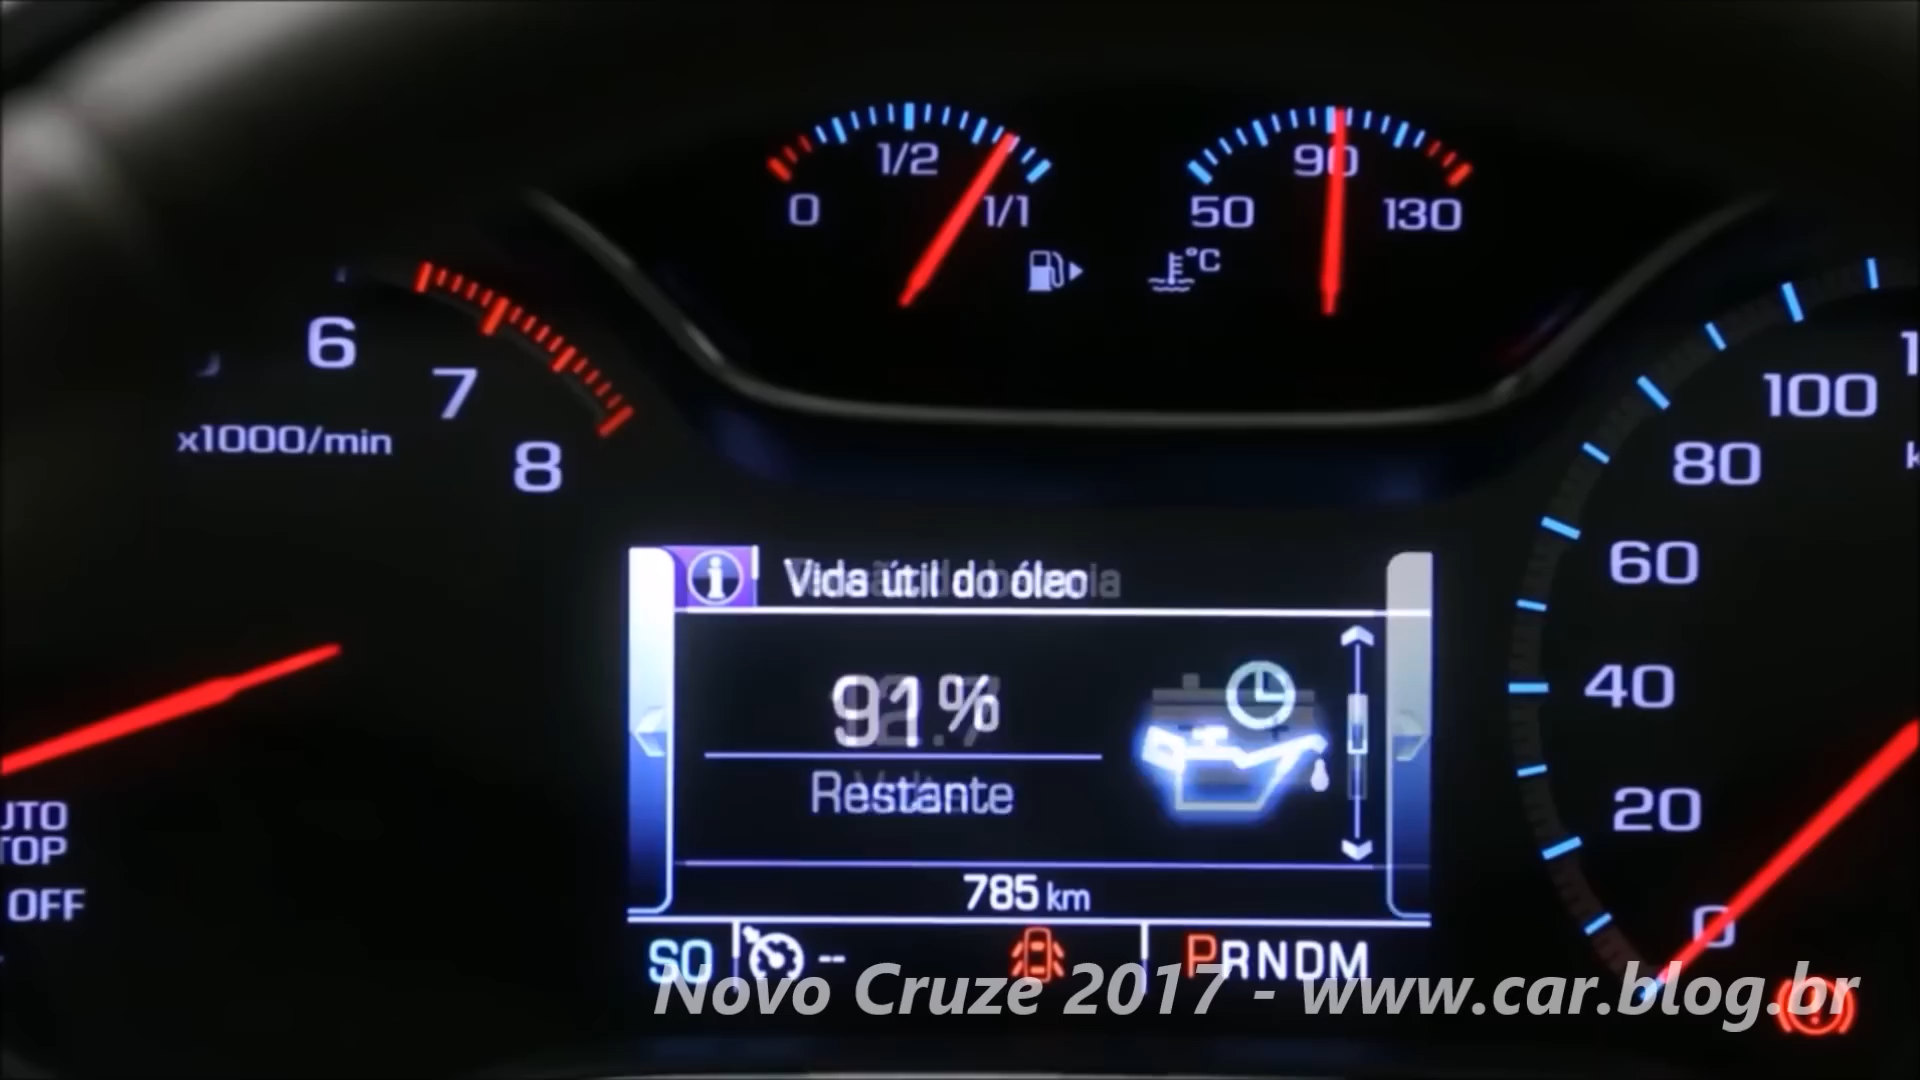 1/2
0
1/1
90
50
130
°C
6
7
8
x1000/min
100
80
60
40
20
0
Vida útil do óleo
91%
Restante
785 km
OFF
SO
--
PRNDM
Novo Cruze 2017 - www.car.blog.br